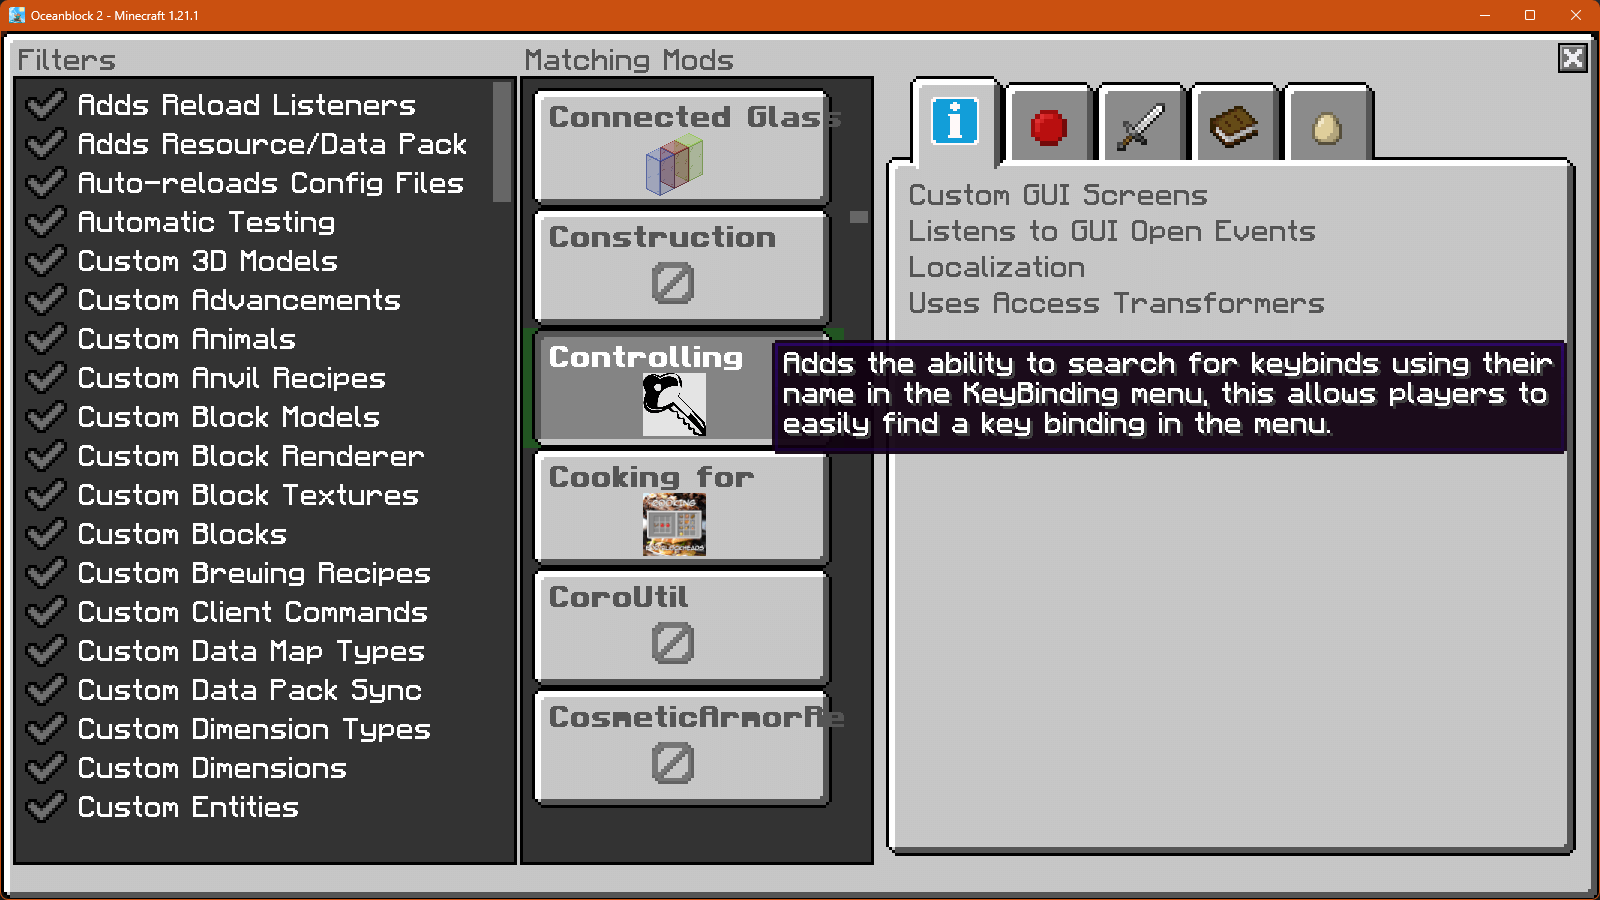 Oceanblock 2 - Minecraft 1.21.1
Filters
Adds Reload Listeners
Adds Resource/Data Pack
Auto-reloads Config Files
Automatic Testing
Custom 3D Models
Custom Advancements
Custom Animals
Custom Anvil Recipes
Custom Block Models
Custom Block Renderer
Custom Block Textures
Custom Blocks
Custom Brewing Recipes
Custom Client Commands
Custom Data Map Types
Custom Data Pack Sync
Custom Dimension Types
Custom Dimensions
Custom Entities
Matching Mods
Connected Glass
Construction
Controlling
Cooking for
COOKING
CoroUtil
CosmeticArmorRe
Custom GUI Screens
Listens to GUI Open Events
Localization
Uses Access Transformers
Adds the ability to search for keybinds using their
name in the KeyBinding menu, this allows players to
easily find a key binding in the menu.